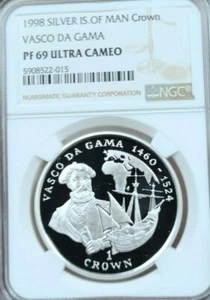 1998 SILVER IS. OF MAN Crown
VASCO DA GAMA
PF 69 ULTRA CAMEO
5908522-015
NUMISMATIC GUARANTY CORPORATION
NGC
VASCO DA GAMA 1460-1524
1
CROWN